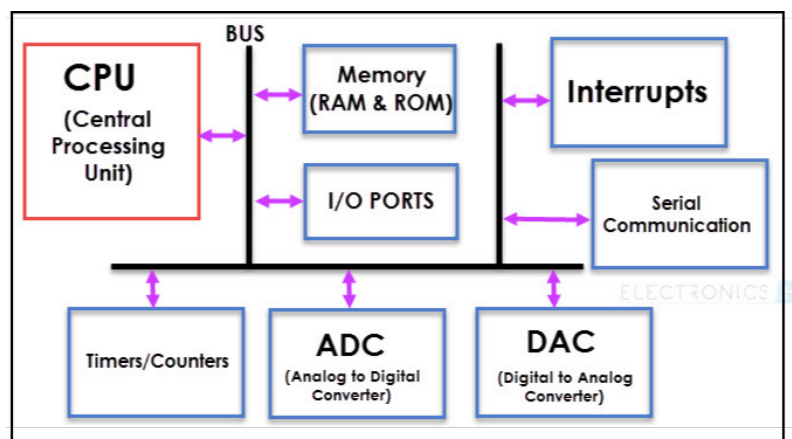 BUS
CPU
(Central
Processing
Unit)
Memory
(RAM & ROM)
I/O PORTS
Interrupts
Serial
Communication
ELECTRONICS
Timers/Counters
ADC
(Analog to Digital
Converter)
DAC
(Digital to Analog
Converter)